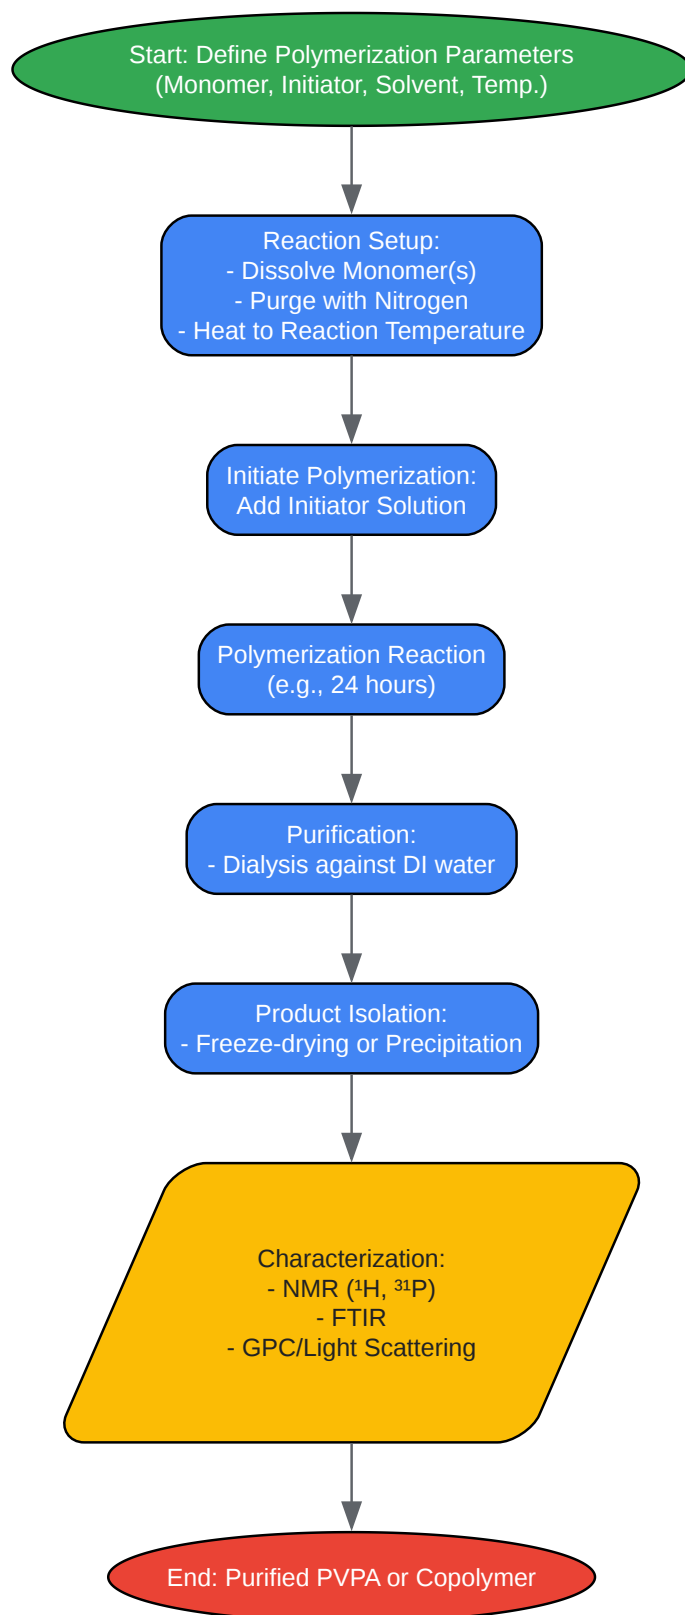 Start: Define Polymerization Parameters
(Monomer, Initiator, Solvent, Temp.)
Reaction Setup:
- Dissolve Monomer(s)
- Purge with Nitrogen
- Heat to Reaction Temperature
Initiate Polymerization:
Add Initiator Solution
Polymerization Reaction
(e.g., 24 hours)
Purification:
- Dialysis against DI water
Product Isolation:
- Freeze-drying or Precipitation
Characterization:
- NMR (¹H, ³¹P)
- FTIR
- GPC/Light Scattering
End: Purified PVPA or Copolymer